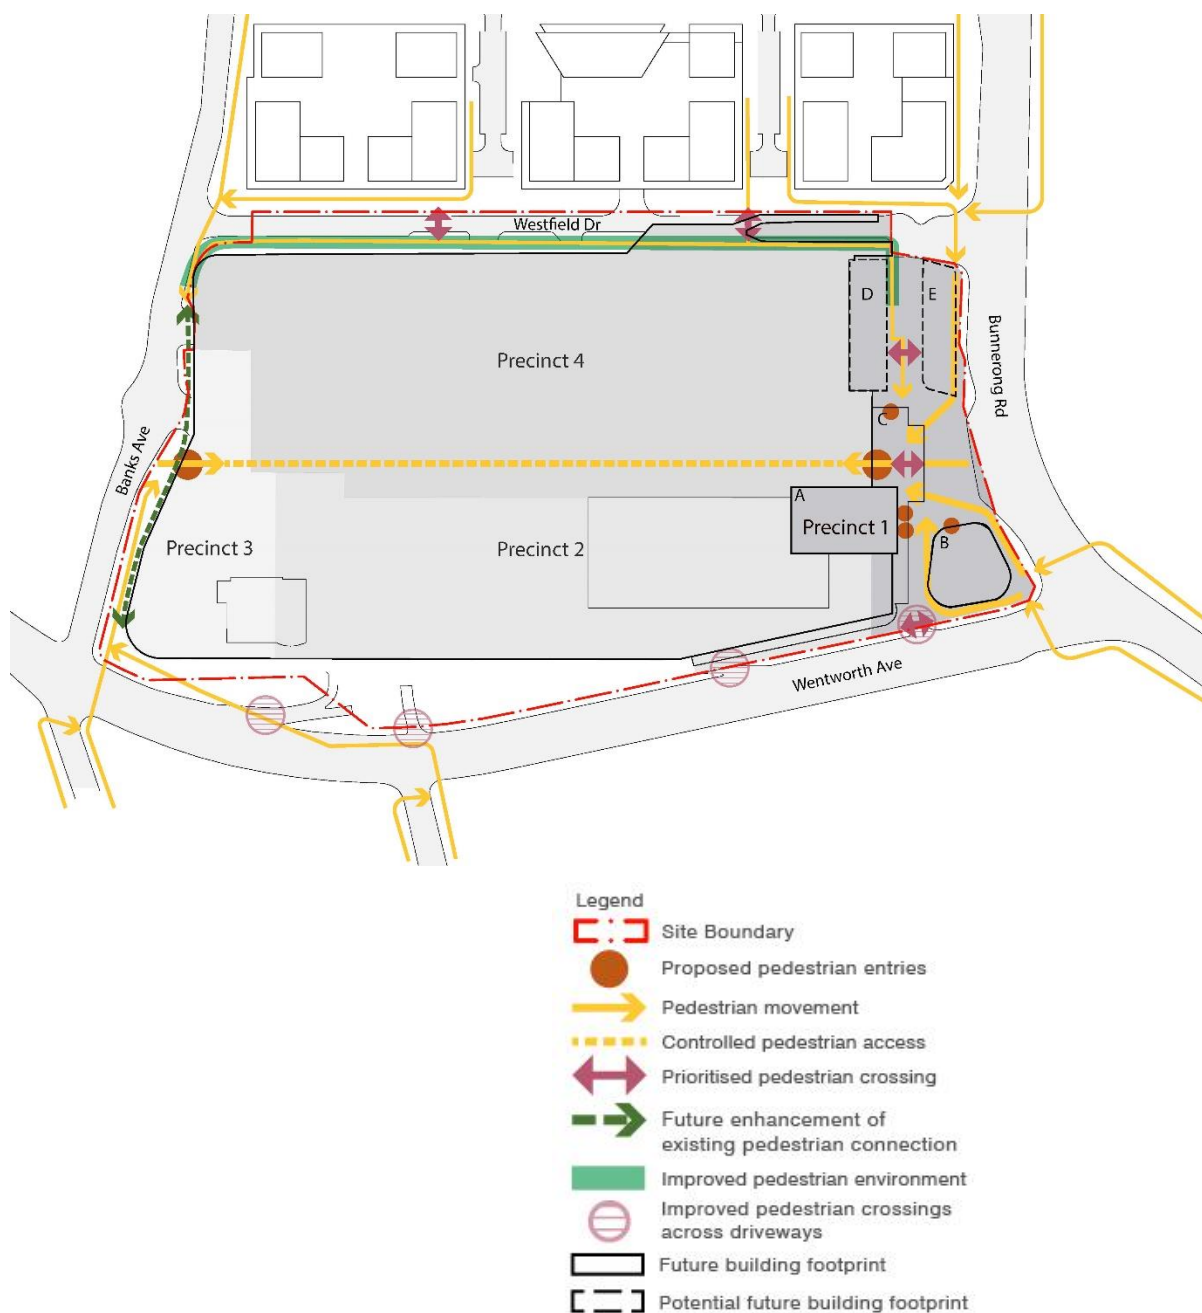 Westfield Dr
D
E
Precinct 4
Bunnerong Rd
C
Banks Ave
A
Precinct 1
B
Precinct 3
Precinct 2
Wentworth Ave
Legend
Site Boundary
Proposed pedestrian entries
Pedestrian movement
Controlled pedestrian access
Prioritised pedestrian crossing
Future enhancement of
existing pedestrian connection
Improved pedestrian environment
Improved pedestrian crossings
across driveways
Future building footprint
Potential future building footprint